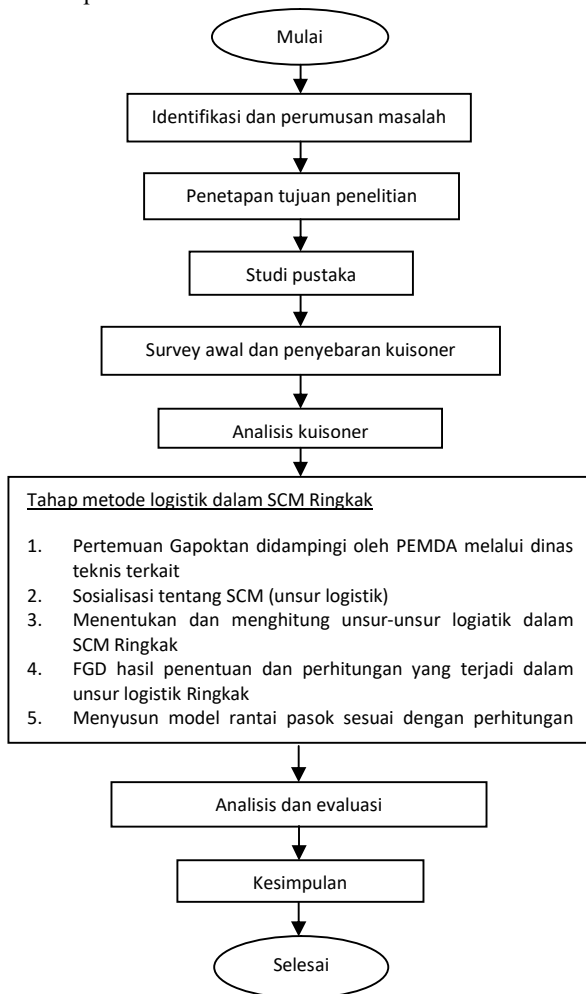 Mulai
Identifikasi dan perumusan masalah
Penetapan tujuan penelitian
Studi pustaka
Survey awal dan penyebaran kuisoner
Analisis kuisoner
Tahap metode logistik dalam SCM Ringkak
1. Pertemuan Gapoktan didampingi oleh PEMDA melalui dinas
teknis terkait
2. Sosialisasi tentang SCM (unsur logistik)
3. Menentukan dan menghitung unsur-unsur logiatik dalam
SCM Ringkak
4. FGD hasil penentuan dan perhitungan yang terjadi dalam
unsur logistik Ringkak
5. Menyusun model rantai pasok sesuai dengan perhitungan
Analisis dan evaluasi
Kesimpulan
Selesai